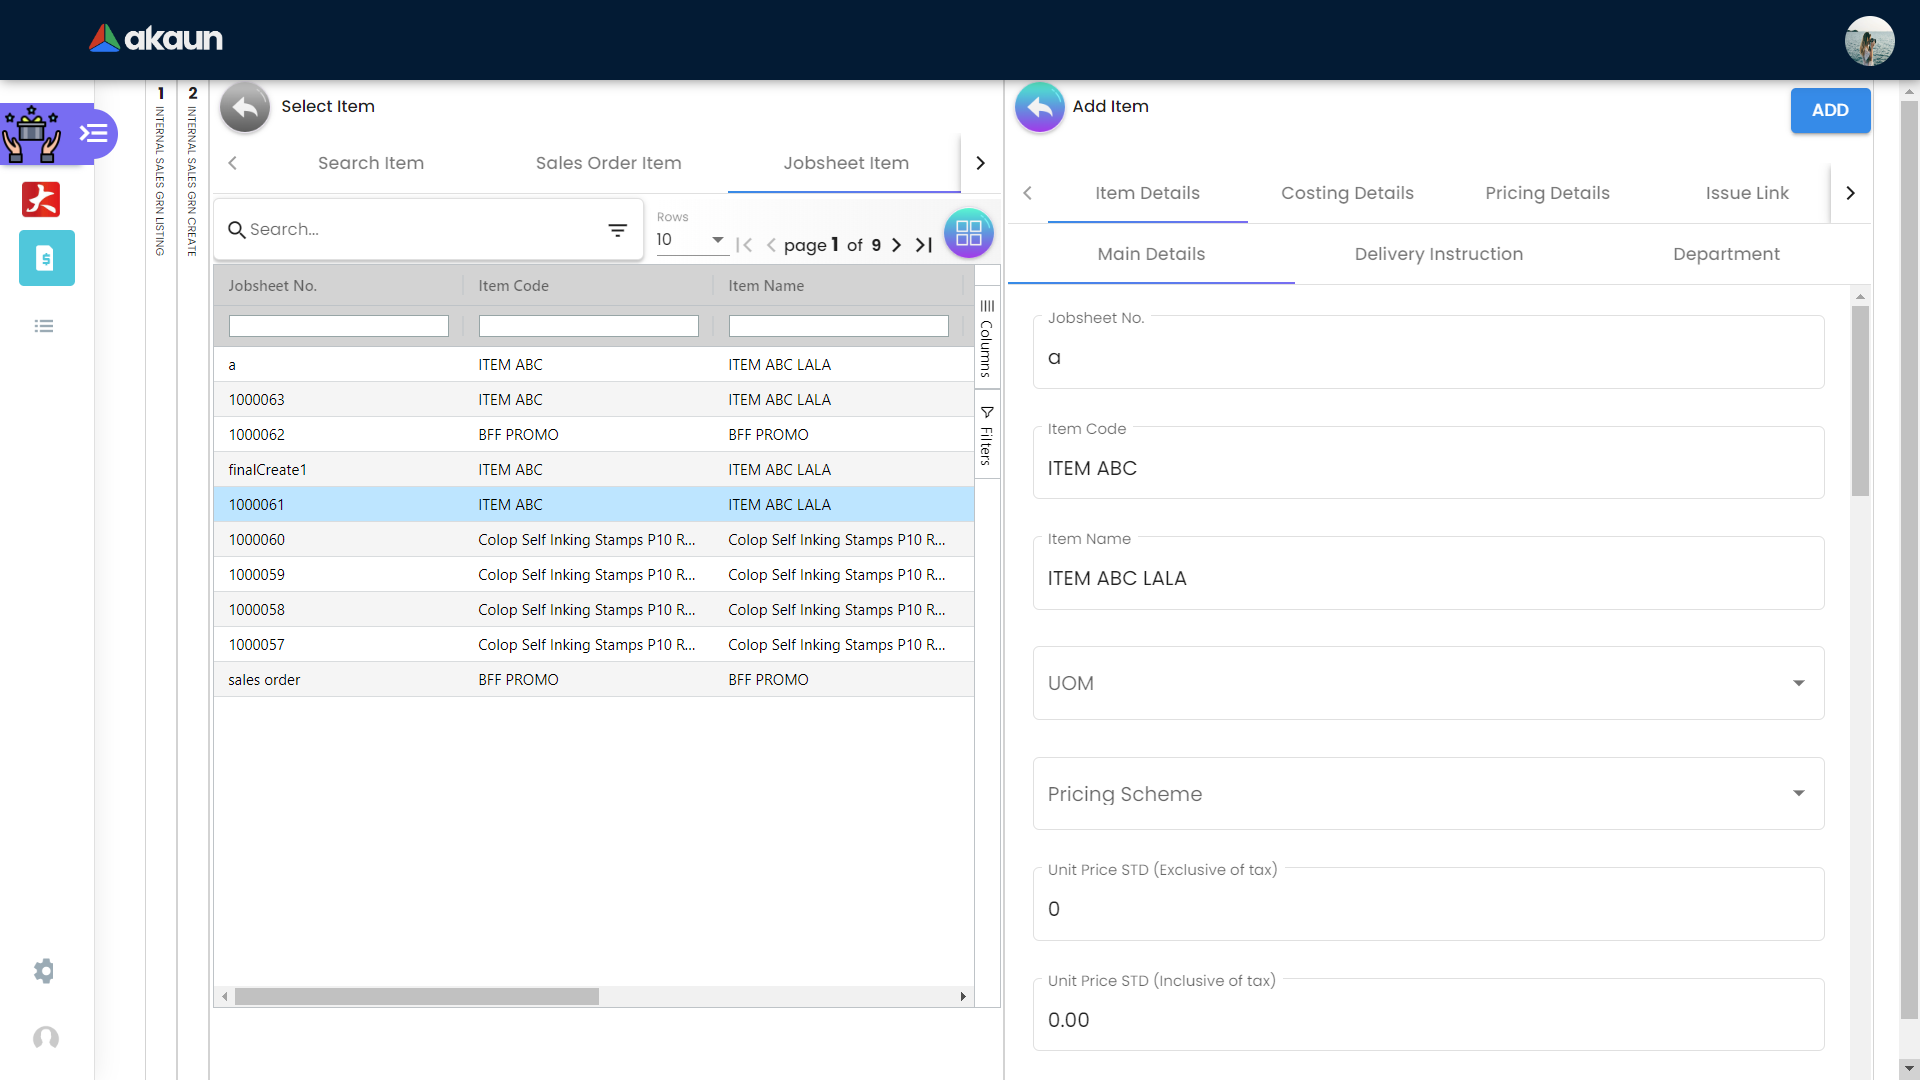 akaun
1
INTERNAL SALES GRN LISTING
2
INTERNAL SALES GRN CREATE
Select Item
Search Item
Sales Order Item
Jobsheet Item
Search...
Rows
10
page 1 of 9
Jobsheet No.
Item Code
Item Name
a
ITEM ABC
ITEM ABC LALA
1000063
ITEM ABC
ITEM ABC LALA
1000062
BFF PROMO
BFF PROMO
finalCreate1
ITEM ABC
ITEM ABC LALA
1000061
ITEM ABC
ITEM ABC LALA
1000060
Colop Self Inking Stamps P10 R...
Colop Self Inking Stamps P10 R...
1000059
Colop Self Inking Stamps P10 R...
Colop Self Inking Stamps P10 R...
1000058
Colop Self Inking Stamps P10 R...
Colop Self Inking Stamps P10 R...
1000057
Colop Self Inking Stamps P10 R...
Colop Self Inking Stamps P10 R...
sales order
BFF PROMO
BFF PROMO
Columns
Filters
Add Item
ADD
Item Details
Costing Details
Pricing Details
Issue Link
Main Details
Delivery Instruction
Department
Jobsheet No.
a
Item Code
ITEM ABC
Item Name
ITEM ABC LALA
UOM
Pricing Scheme
Unit Price STD (Exclusive of tax)
0
Unit Price STD (Inclusive of tax)
0.00